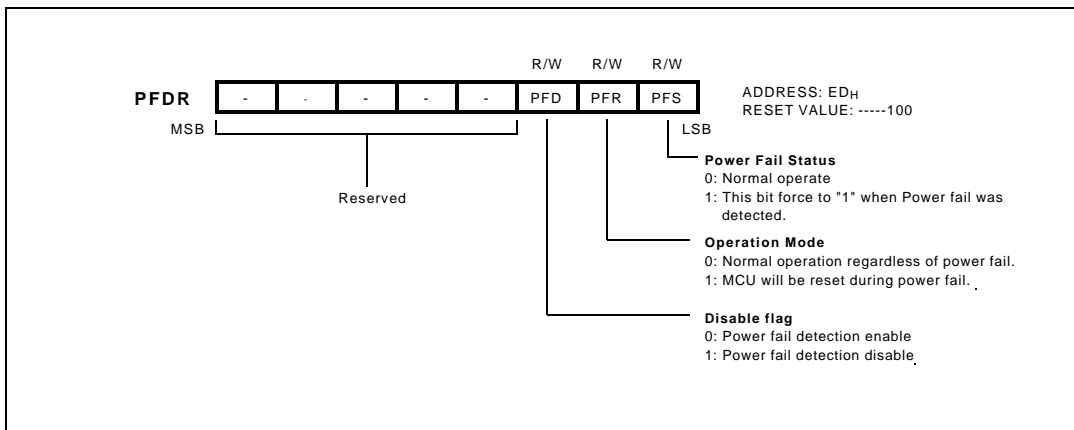 R/W R/W R/W
PFDR - - - - - PFD PFR PFS
ADDRESS: EDH
RESET VALUE: -----100
MSB LSB
Reserved
Power Fail Status
0: Normal operate
1: This bit force to "1" when Power fail was
detected.
Operation Mode
0: Normal operation regardless of power fail.
1: MCU will be reset during power fail.
Disable flag
0: Power fail detection enable
1: Power fail detection disable